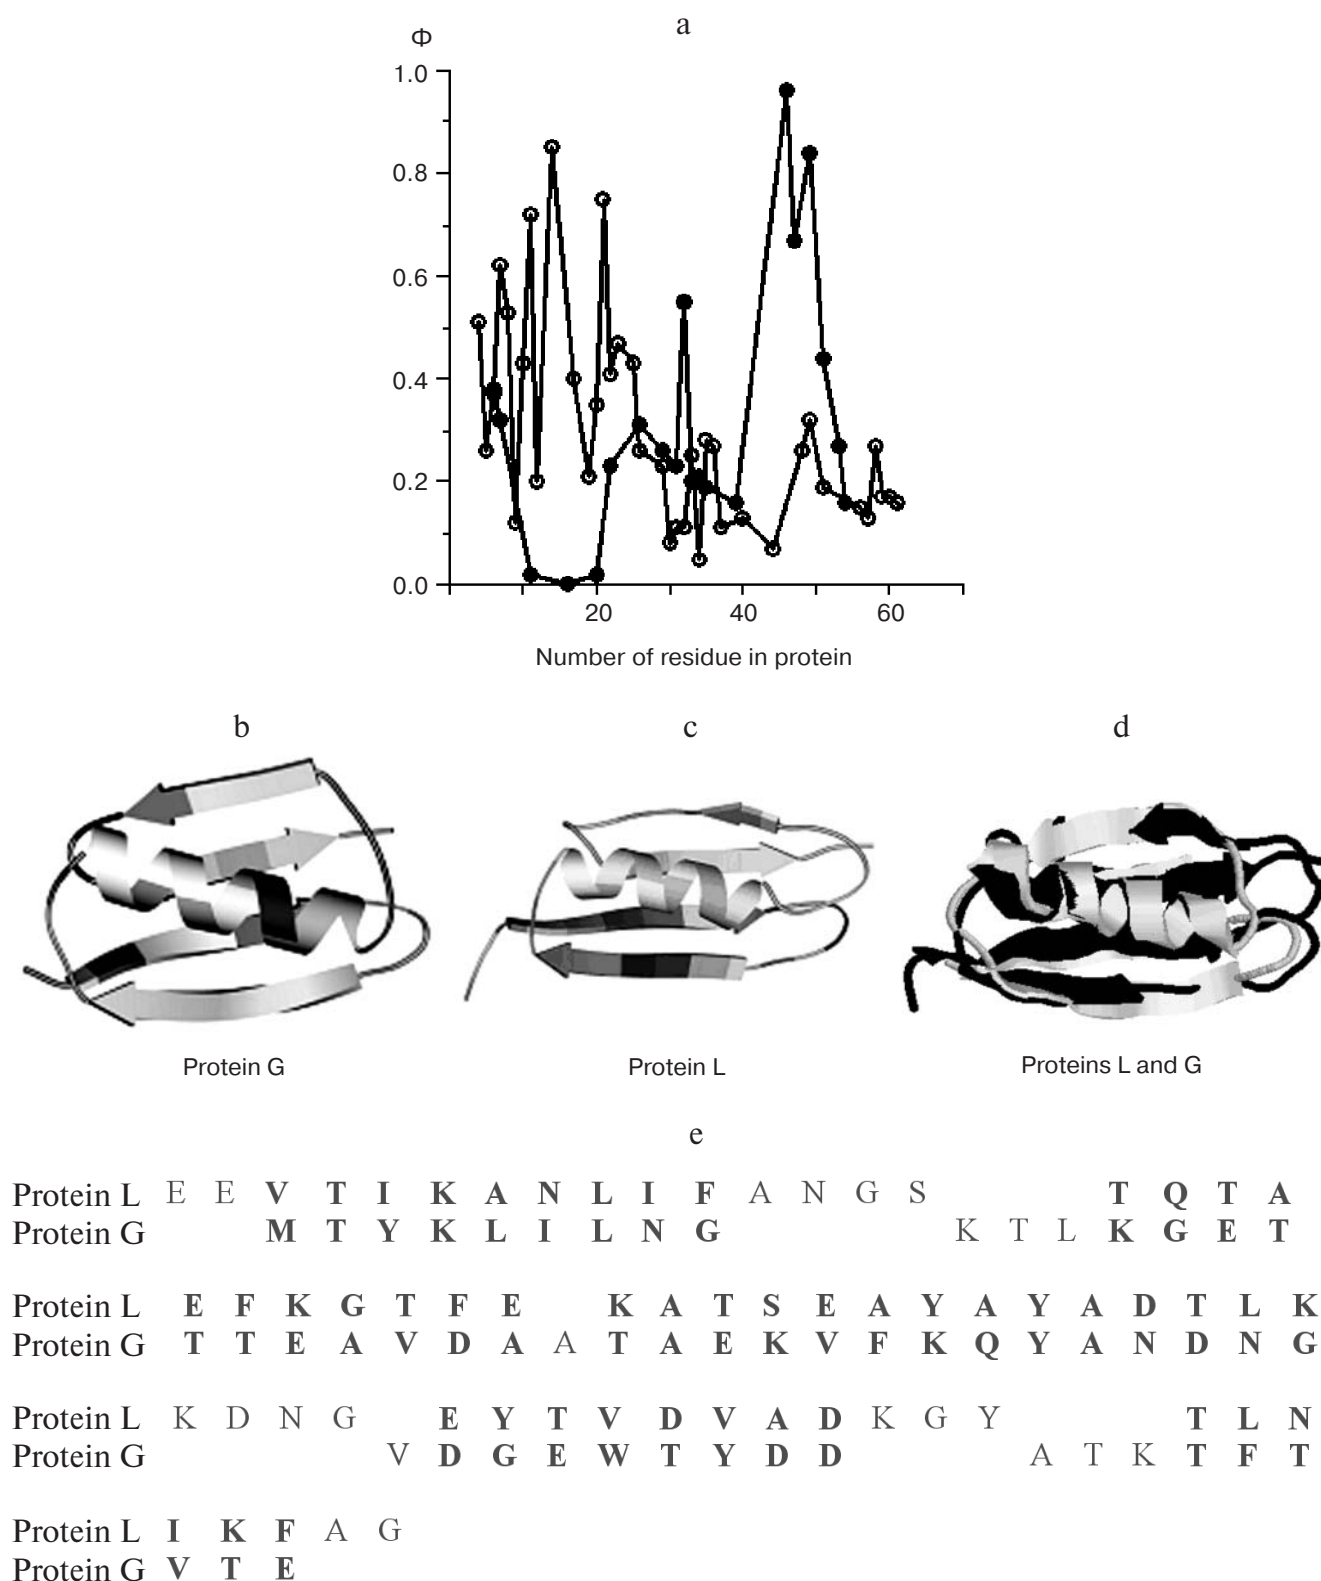 a
Φ
1.0
0.8
0.6
0.4
0.2
0.0
20 40 60
Number of residue in protein
b c d
Protein G Protein L Proteins L and G
e
Protein L E E V T I K A N L I F A N G S T Q T A
Protein G M T Y K L I L N G K T L K G E T
Protein L E F K G T F E K A T S E A Y A Y A D T L K
Protein G T T E A V D A A T A E K V F K Q Y A N D N G
Protein L K D N G E Y T V D V A D K G Y T L N
Protein G V D G E W T Y D D A T K T F T
Protein L I K F A G
Protein G V T E